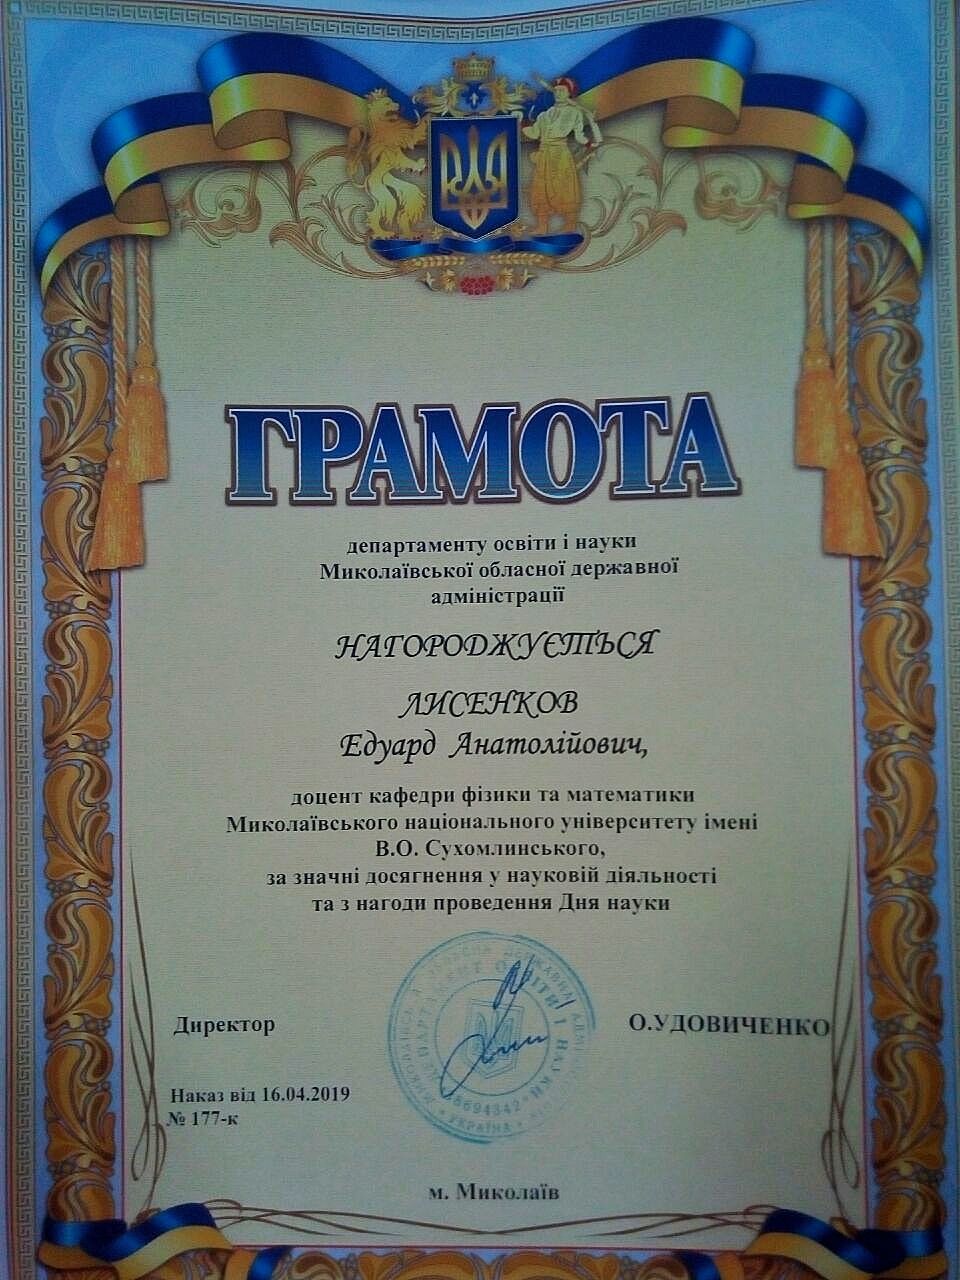 ГРАМОТА
департаменту освіти і науки
Миколаївської обласної державної
адміністрації
НАГОРОДЖУЄТЬСЯ
ЛИСЕНКОВ
Едуард Анатолійович,
доцент кафедри фізики та математики
Миколаївського національного університету імені
В.О. Сухомлинського,
за значні досягнення у науковій діяльності
та з нагоди проведення Дня науки
Директор
О.УДОВИЧЕНКО
УКРАЇНА
Наказ від 16.04.2019
№ 177-к
м. Миколаїв